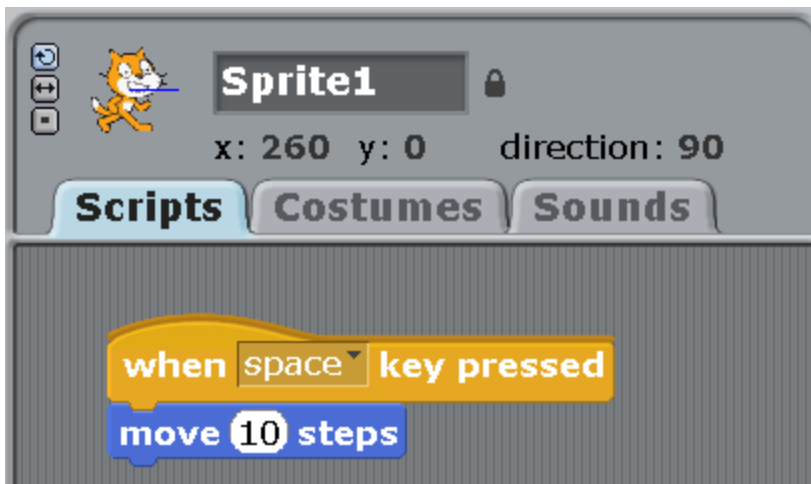 Sprite1
x: 260 y: 0 direction: 90
Scripts Costumes Sounds
when space key pressed
move 10 steps